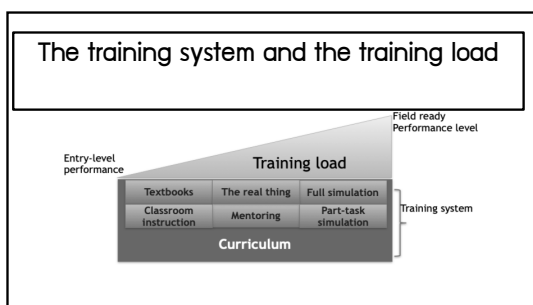 The training system and the training load
Field ready
Performance level
Entry-level
performance
Training load
Textbooks
The real thing
Full simulation
Classroom
instruction
Mentoring
Part-task
simulation
Training system
Curriculum